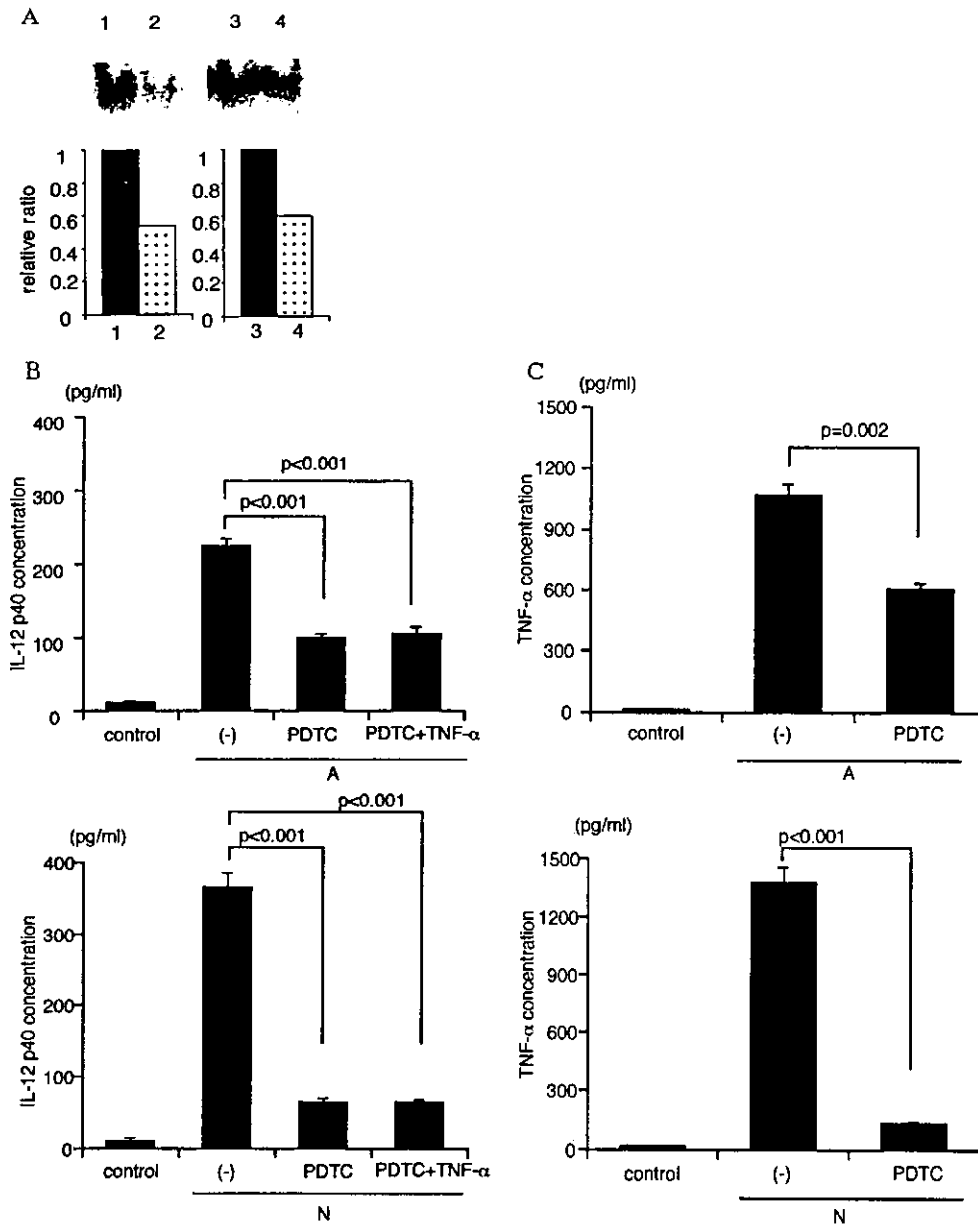 A
1 2 3 4
relative ratio
1
0.8
0.6
0.4
0.2
0
1 2
1
0.8
0.6
0.4
0.2
0
3 4
B
(pg/ml)
IL-12 p40 concentration
400
300
200
100
0
p<0.001
p<0.001
control (-) PDTC PDTC+TNF-α
A
(pg/ml)
IL-12 p40 concentration
400
300
200
100
0
p<0.001
p<0.001
control (-) PDTC PDTC+TNF-α
N
C
(pg/ml)
TNF-α concentration
1500
1200
900
600
300
0
p=0.002
control (-) PDTC
A
(pg/ml)
TNF-α concentration
1500
1200
900
600
300
0
p<0.001
control (-) PDTC
N